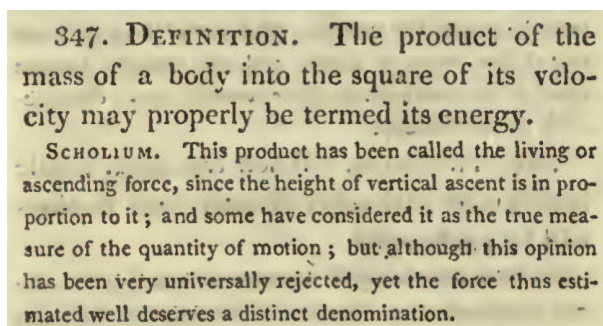 347. DEFINITION. The product of the
mass of a body into the square of its velo-
city may properly be termed its energy.
SCHOLIUM. This product has been called the living or
ascending force, since the height of vertical ascent is in pro-
portion to it; and some have considered it as the true mea-
sure of the quantity of motion; but although this opinion
has been very universally rejected, yet the force thus esti-
mated well deserves a distinct denomination.